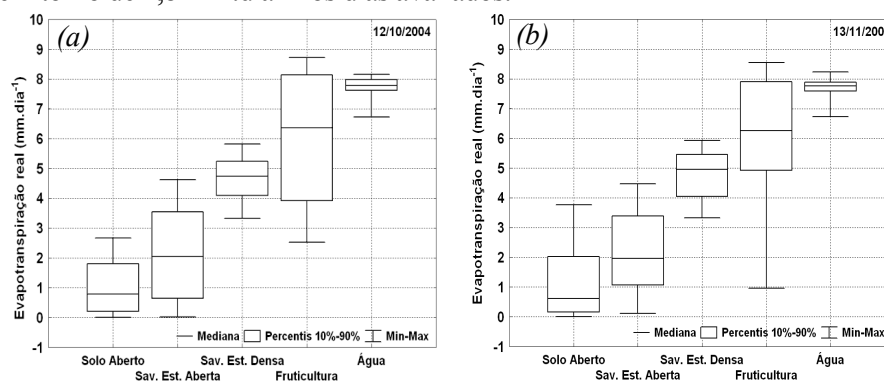 (a)
12/10/2004
Evapotranspiração real (mm.dia-1)
10
9
8
7
6
5
4
3
2
1
0
-1
Mediana Percentis 10%-90% Min-Max
Solo Aberto Sav. Est. Densa Água
Sav. Est. Aberta Fruticultura
(b)
13/11/200
Evapotranspiração real (mm.dia-1)
10
9
8
7
6
5
4
3
2
1
0
-1
Mediana Percentis 10%-90% Min-Max
Solo Aberto Sav. Est. Densa Água
Sav. Est. Aberta Fruticultura